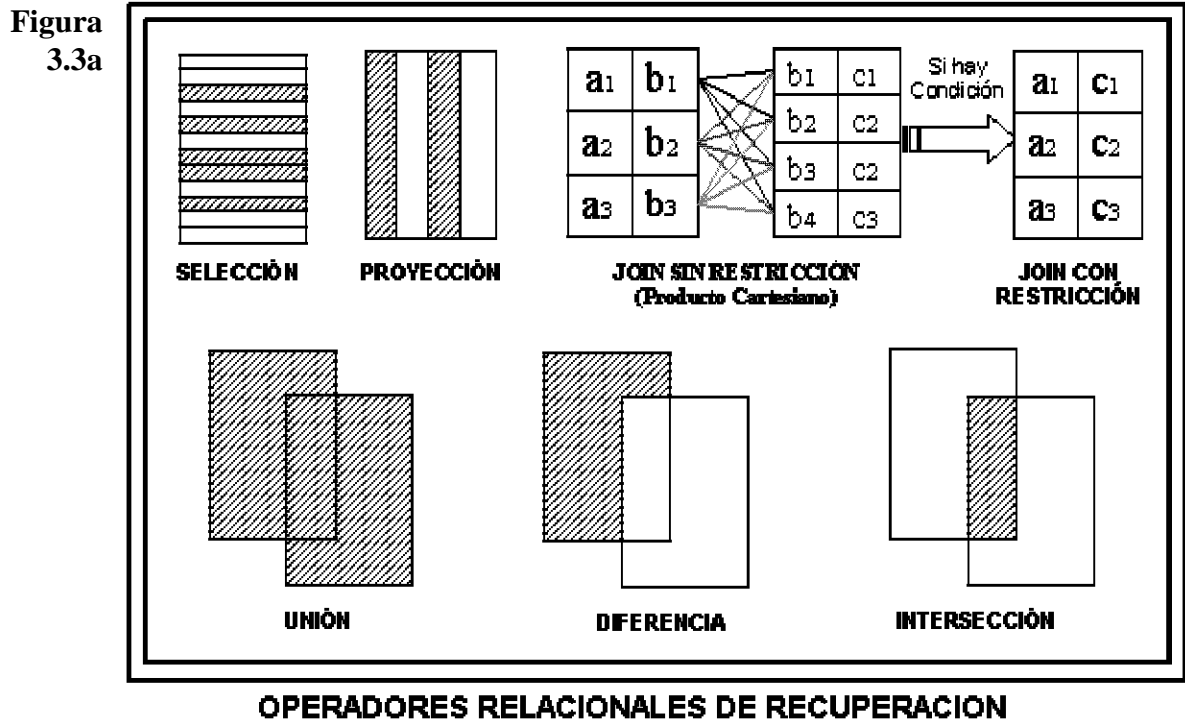 Figura
3.3a
a1 b1
a2 b2
a3 b3
b1 c1
b2 c2
b3 c2
b4 c3
Si hay
Condición
a1 c1
a2 c2
a3 c3
SELECCIÓN
PROYECCIÓN
JOIN SIN RESTRICCIÓN
(Producto Cartesiano)
JOIN CON
RESTRICCIÓN
UNIÓN
DIFERENCIA
INTERSECCIÓN
OPERADORES RELACIONALES DE RECUPERACION